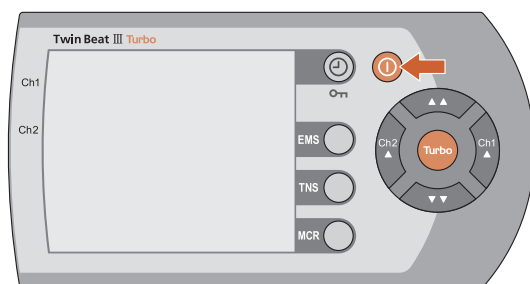 Twin Beat III Turbo
Ch1
Ch2
EMS
TNS
MCR
Ch2
Turbo
Ch1